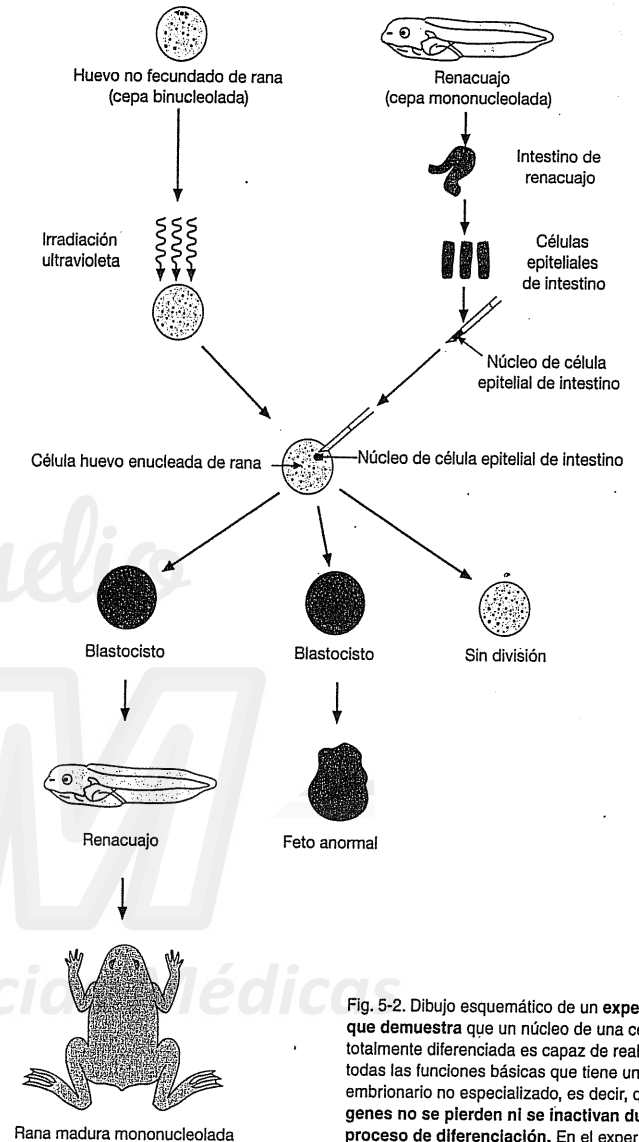 Huevo no fecundado de rana
(cepa binucleolada)
Renacuajo
(cepa mononucleolada)
Intestino de
renacuajo
Irradiación
ultravioleta
Células
epiteliales
de intestino
Núcleo de célula
epitelial de intestino
Célula huevo enucleada de rana
Núcleo de célula epitelial de intestino
Blastocisto
Blastocisto
Sin división
Renacuajo
Feto anormal
Rana madura mononucleolada
Fig. 5-2. Dibujo esquemático de un
que demuestra que un núcleo de una
totalmente diferenciada es capaz de
todas las funciones básicas que tiene
embrionario no especializado, es decir,
genes no se pierden ni se inactivan
proceso de diferenciación. En el
M
Médicas